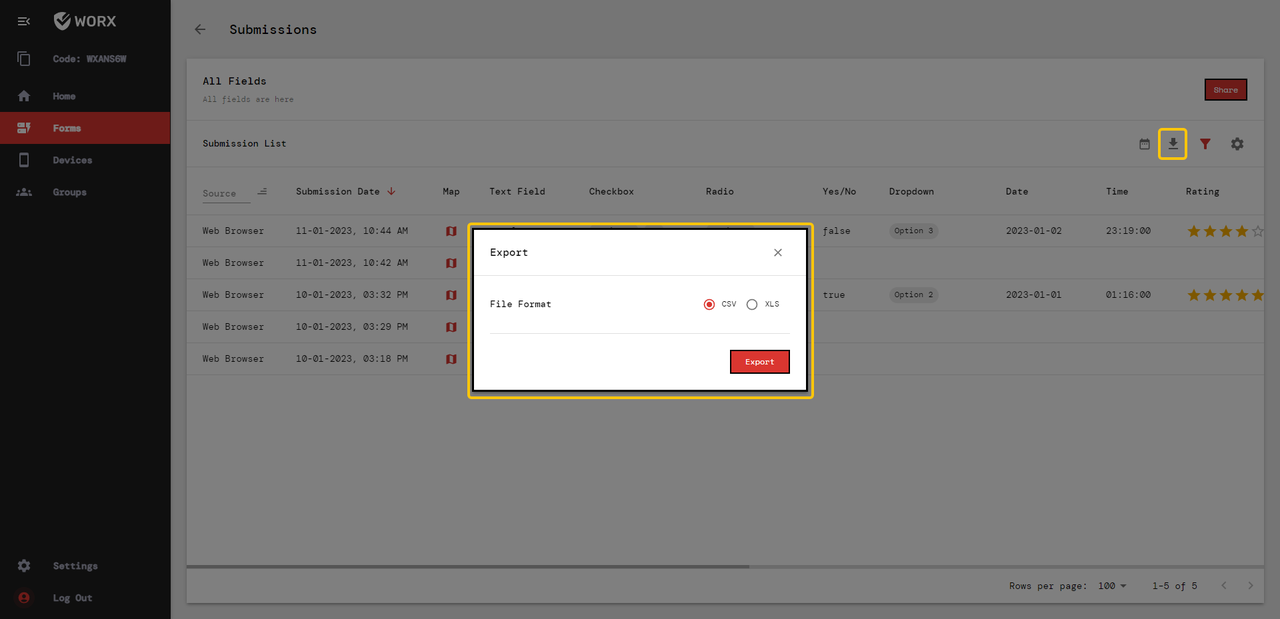 WORX
Submissions
Code: WXANS6W
Home
Forms
Devices
Groups
Settings
Log Out
All Fields
All fields are here
Share
Submission List
Source Submission Date Map Text Field Checkbox Radio Yes/No Dropdown Date Time Rating
Web Browser 11-01-2023, 10:44 AM false Option 3 2023-01-02 23:19:00
Web Browser 11-01-2023, 10:42 AM
Web Browser 10-01-2023, 03:32 PM true Option 2 2023-01-01 01:16:00
Web Browser 10-01-2023, 03:29 PM
Web Browser 10-01-2023, 03:18 PM
Export
File Format CSV XLS
Export
Rows per page: 100 1-5 of 5